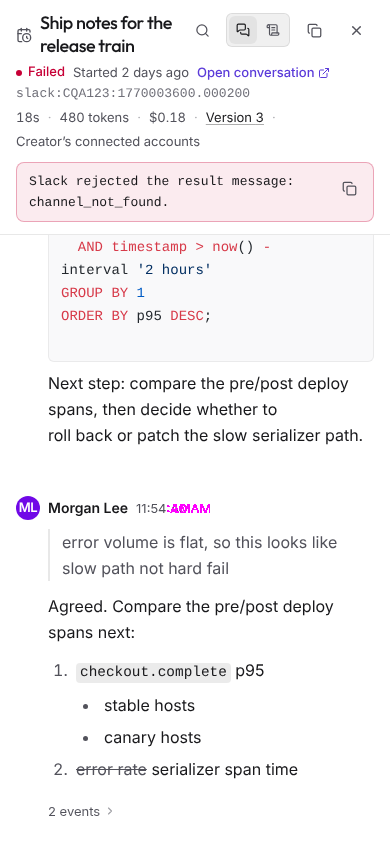 Ship notes for the
release train
Failed Started 2 days ago Open conversation
slack:CQA123:1770003600.000200
18s · 480 tokens · $0.18 · Version 3 ·
Creator's connected accounts
Slack rejected the result message:
channel_not_found.
AND timestamp > now() -
interval '2 hours'
GROUP BY 1
ORDER BY p95 DESC;
Next step: compare the pre/post deploy
spans, then decide whether to
roll back or patch the slow serializer path.
ML Morgan Lee 11:54
error volume is flat, so this looks like
slow path not hard fail
Agreed. Compare the pre/post deploy
spans next:
1. checkout.complete p95
• stable hosts
• canary hosts
2. error rate serializer span time
2 events